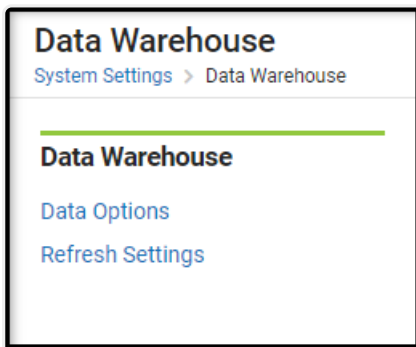 Data Warehouse
System Settings > Data Warehouse
Data Warehouse
Data Options
Refresh Settings